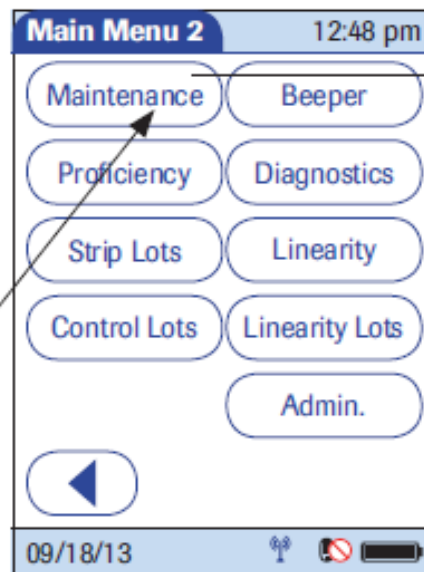 Main Menu 2 12:48 pm
Maintenance Beeper
Proficiency Diagnostics
Strip Lots Linearity
Control Lots Linearity Lots
Admin.
09/18/13